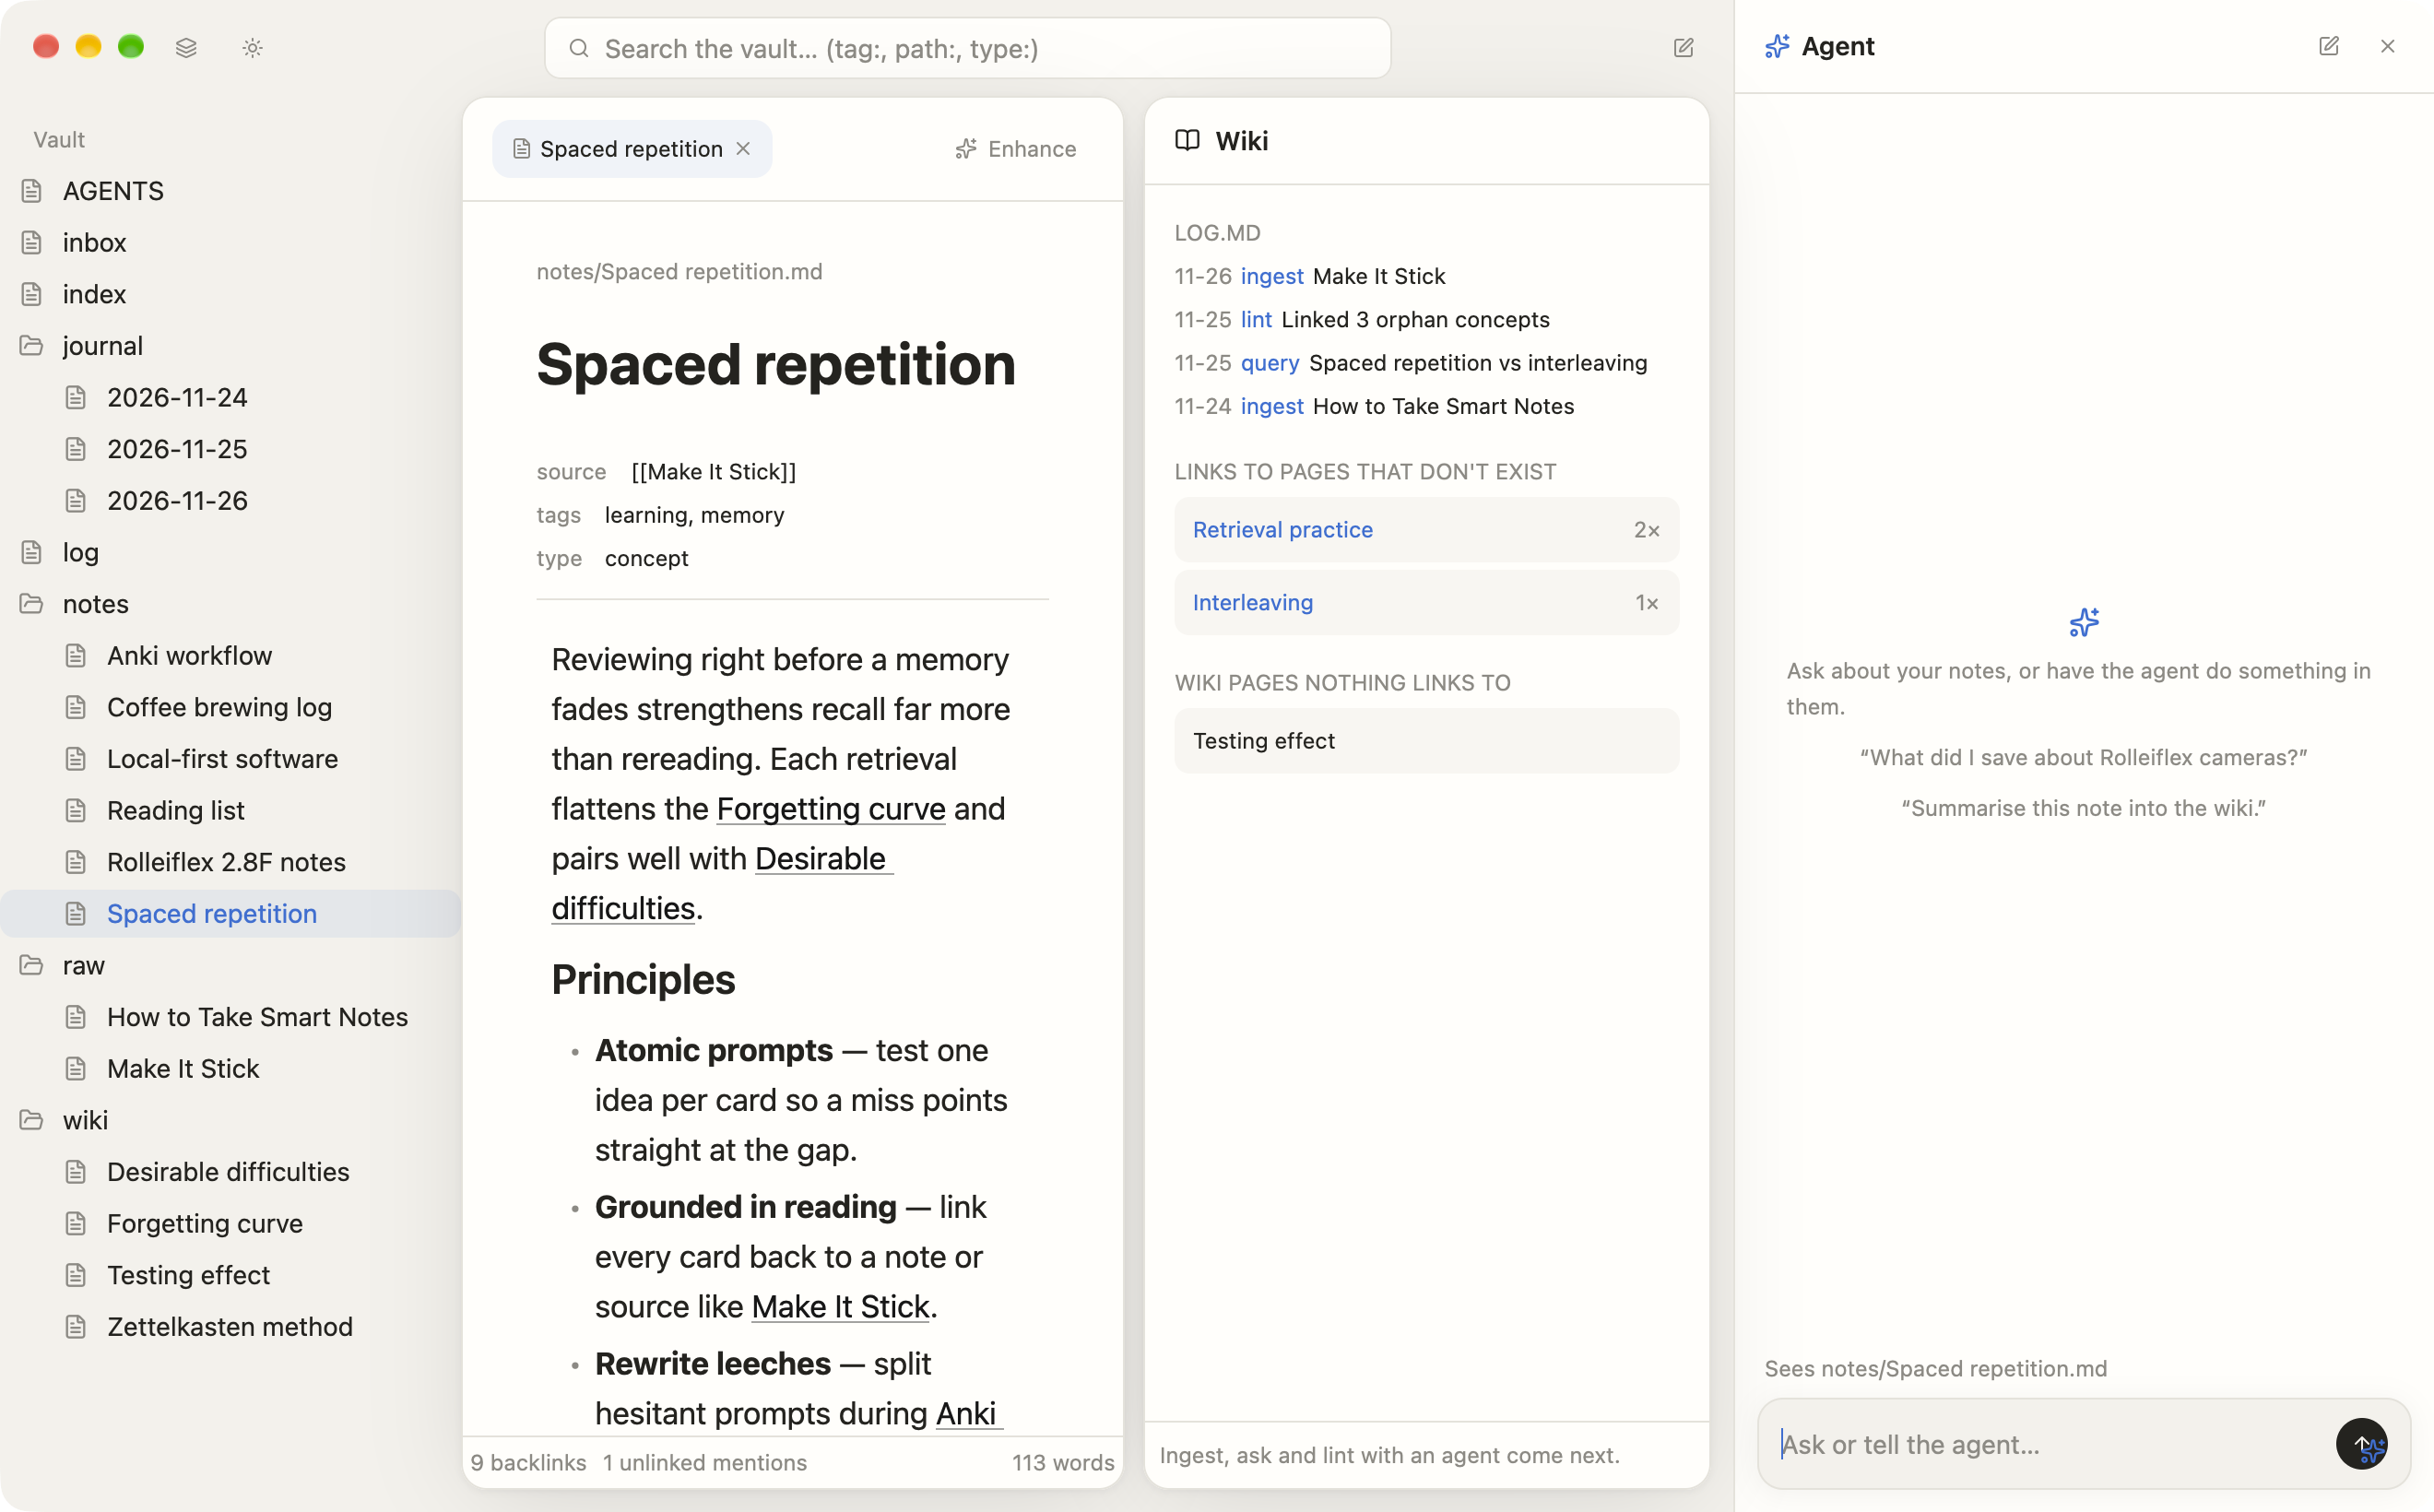 Search the vault... (tag:, path:, type:)
Vault
AGENTS
inbox
index
journal
2026-11-24
2026-11-25
2026-11-26
log
notes
Anki workflow
Coffee brewing log
Local-first software
Reading list
Rolleiflex 2.8F notes
Spaced repetition
raw
How to Take Smart Notes
Make It Stick
wiki
Desirable difficulties
Forgetting curve
Testing effect
Zettelkasten method
Spaced repetition
Enhance
notes/Spaced repetition.md
Spaced repetition
source [[Make It Stick]]
tags learning, memory
type concept
Reviewing right before a memory
fades strengthens recall far more
than rereading. Each retrieval
flattens the Forgetting curve and
pairs well with Desirable
difficulties.
Principles
• Atomic prompts — test one
idea per card so a miss points
straight at the gap.
• Grounded in reading — link
every card back to a note or
source like Make It Stick.
• Rewrite leeches — split
hesitant prompts during Anki
9 backlinks 1 unlinked mentions 113 words
Wiki
LOG.MD
11-26 ingest Make It Stick
11-25 lint Linked 3 orphan concepts
11-25 query Spaced repetition vs interleaving
11-24 ingest How to Take Smart Notes
LINKS TO PAGES THAT DON'T EXIST
Retrieval practice 2×
Interleaving 1×
WIKI PAGES NOTHING LINKS TO
Testing effect
Ingest, ask and lint with an agent come next.
Agent
Ask about your notes, or have the agent do something in
them.
“What did I save about Rolleiflex cameras?”
“Summarise this note into the wiki.”
Sees notes/Spaced repetition.md
Ask or tell the agent...